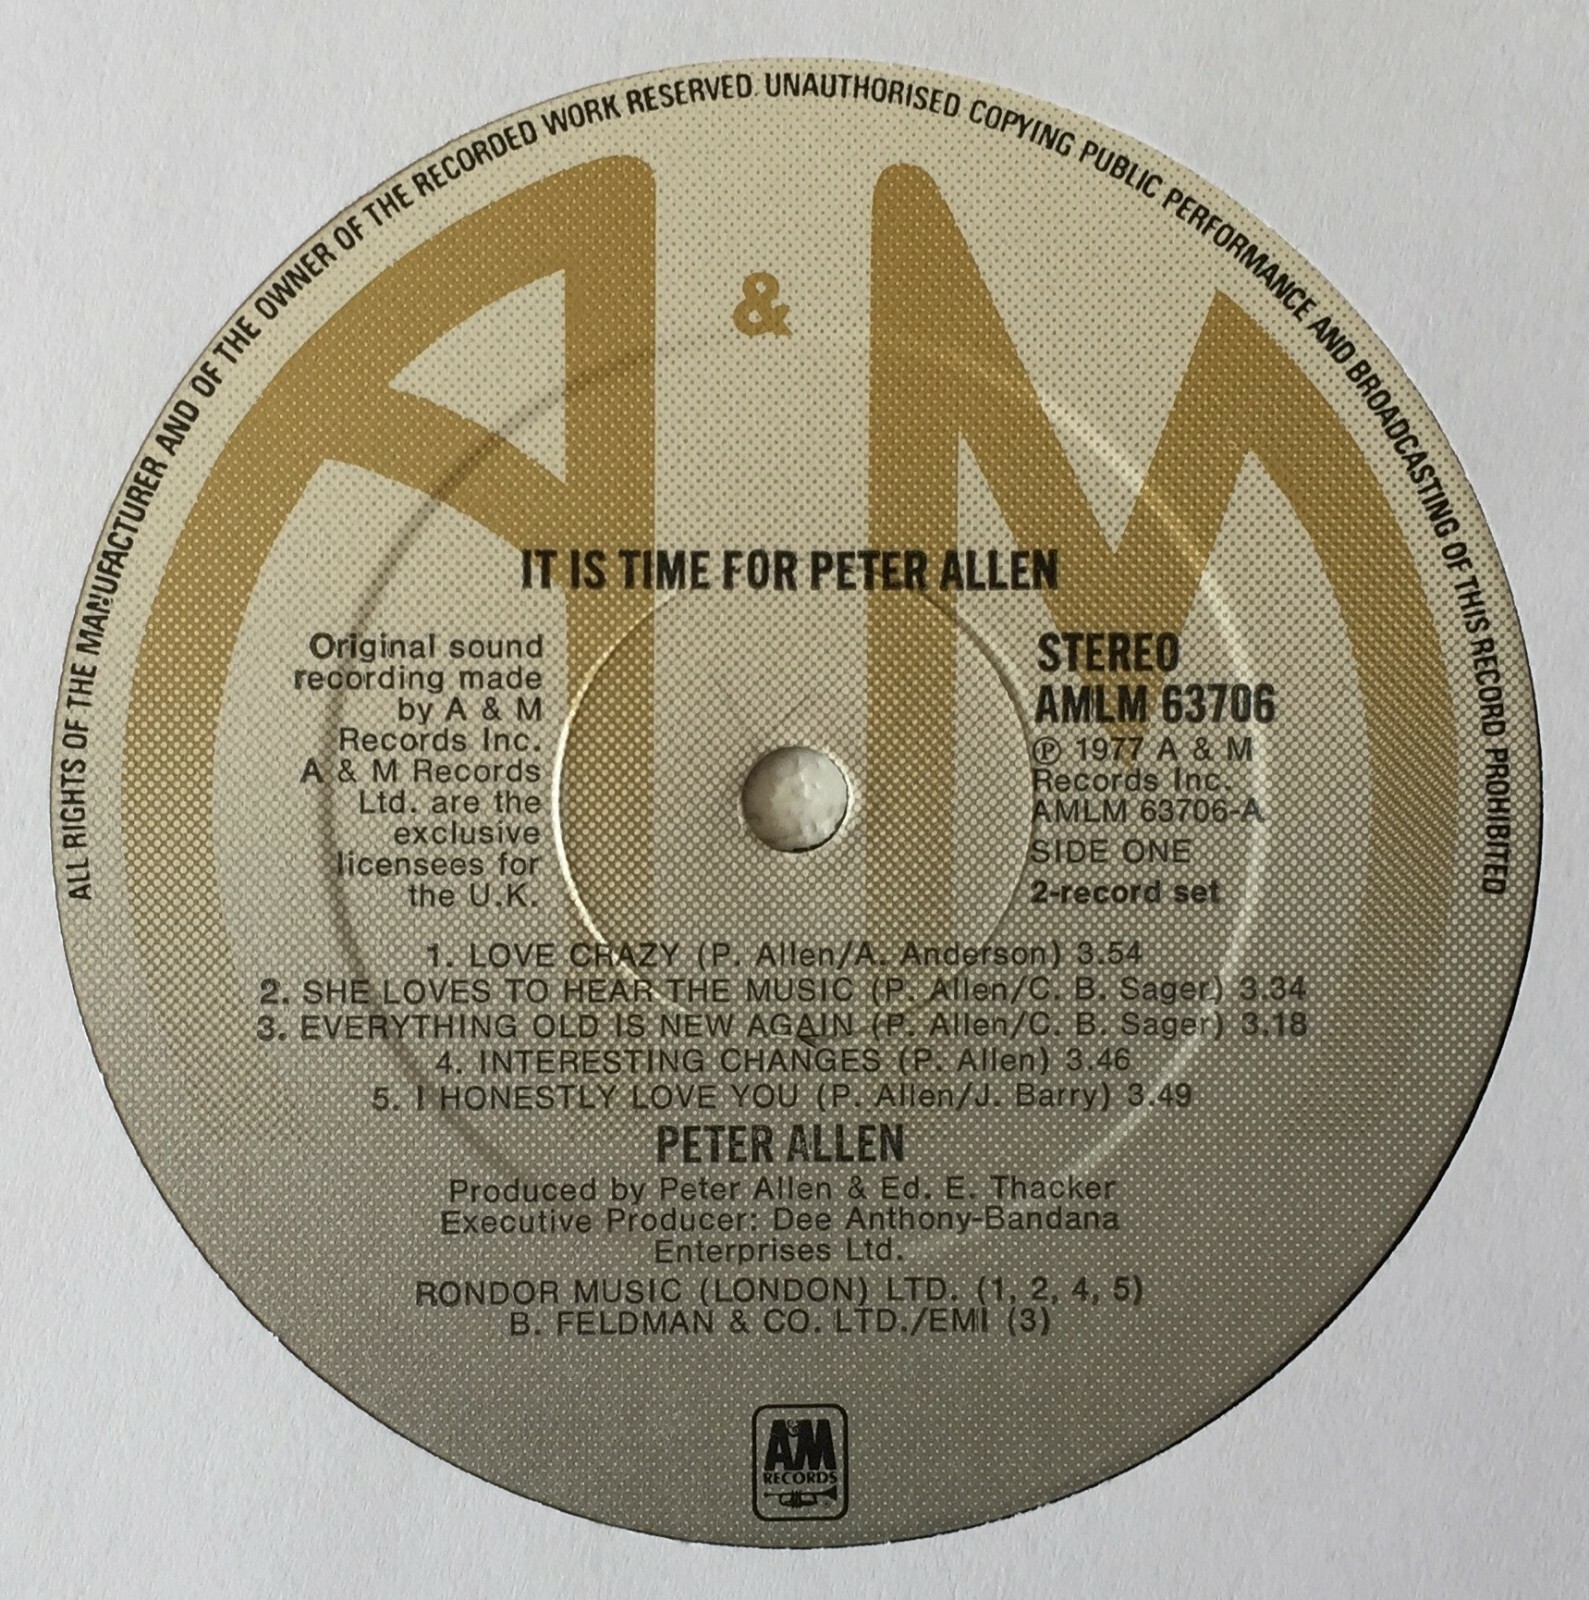 ALL RIGHTS OF THE MANUFACTURER AND OF THE OWNER OF THE RECORDED WORK RESERVED. UNAUTHORISED COPYING PUBLIC PERFORMANCE AND BROADCASTING OF THIS RECORD PROHIBITED
A & M
IT IS TIME FOR PETER ALLEN
Original sound
recording made
by A & M
Records Inc.
A & M Records
Ltd. are the
exclusive
licensees for
the U.K.
STEREO
AMLM 63706
℗ 1977 A & M
Records Inc.
AMLM 63706-A
SIDE ONE
2-record set
1. LOVE CRAZY (P. Allen/A. Anderson) 3.54
2. SHE LOVES TO HEAR THE MUSIC (P. Allen/C. B. Sager) 3.34
3. EVERYTHING OLD IS NEW AGAIN (P. Allen/C. B. Sager) 3.18
4. INTERESTING CHANGES (P. Allen) 3.46
5. I HONESTLY LOVE YOU (P. Allen/J. Barry) 3.49
PETER ALLEN
Produced by Peter Allen & Ed. E. Thacker
Executive Producer: Dee Anthony-Bandana
Enterprises Ltd.
RONDOR MUSIC (LONDON) LTD. (1, 2, 4, 5)
B. FELDMAN & CO. LTD./EMI (3)
A&M
RECORDS